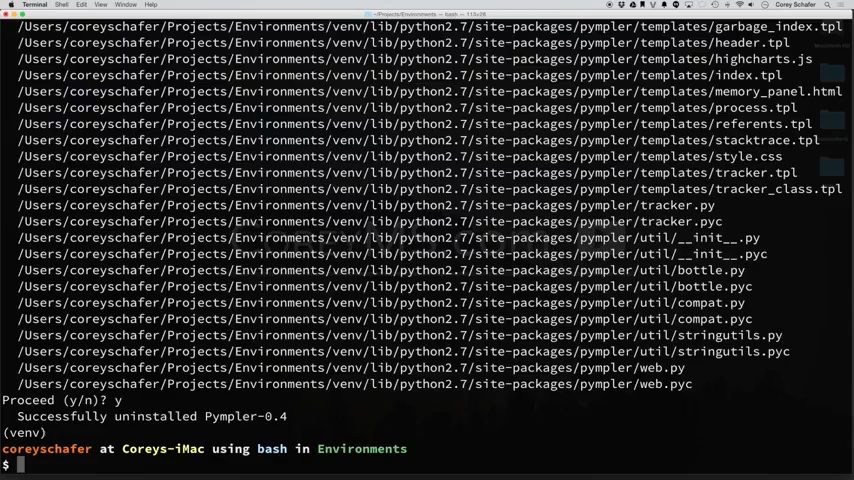 Terminal Shell Edit View Window Help Corey Schafer
~/Projects/Environments — bash — 113×28
/Users/coreyschafer/Projects/Environments/venv/lib/python2.7/site-packages/pympler/templates/garbage_index.tpl
/Users/coreyschafer/Projects/Environments/venv/lib/python2.7/site-packages/pympler/templates/header.tpl
/Users/coreyschafer/Projects/Environments/venv/lib/python2.7/site-packages/pympler/templates/highcharts.js
/Users/coreyschafer/Projects/Environments/venv/lib/python2.7/site-packages/pympler/templates/index.tpl
/Users/coreyschafer/Projects/Environments/venv/lib/python2.7/site-packages/pympler/templates/memory_panel.html
/Users/coreyschafer/Projects/Environments/venv/lib/python2.7/site-packages/pympler/templates/process.tpl
/Users/coreyschafer/Projects/Environments/venv/lib/python2.7/site-packages/pympler/templates/referents.tpl
/Users/coreyschafer/Projects/Environments/venv/lib/python2.7/site-packages/pympler/templates/stacktrace.tpl
/Users/coreyschafer/Projects/Environments/venv/lib/python2.7/site-packages/pympler/templates/style.css
/Users/coreyschafer/Projects/Environments/venv/lib/python2.7/site-packages/pympler/templates/tracker.tpl
/Users/coreyschafer/Projects/Environments/venv/lib/python2.7/site-packages/pympler/templates/tracker_class.tpl
/Users/coreyschafer/Projects/Environments/venv/lib/python2.7/site-packages/pympler/tracker.py
/Users/coreyschafer/Projects/Environments/venv/lib/python2.7/site-packages/pympler/tracker.pyc
/Users/coreyschafer/Projects/Environments/venv/lib/python2.7/site-packages/pympler/util/__init__.py
/Users/coreyschafer/Projects/Environments/venv/lib/python2.7/site-packages/pympler/util/__init__.pyc
/Users/coreyschafer/Projects/Environments/venv/lib/python2.7/site-packages/pympler/util/bottle.py
/Users/coreyschafer/Projects/Environments/venv/lib/python2.7/site-packages/pympler/util/bottle.pyc
/Users/coreyschafer/Projects/Environments/venv/lib/python2.7/site-packages/pympler/util/compat.py
/Users/coreyschafer/Projects/Environments/venv/lib/python2.7/site-packages/pympler/util/compat.pyc
/Users/coreyschafer/Projects/Environments/venv/lib/python2.7/site-packages/pympler/util/stringutils.py
/Users/coreyschafer/Projects/Environments/venv/lib/python2.7/site-packages/pympler/util/stringutils.pyc
/Users/coreyschafer/Projects/Environments/venv/lib/python2.7/site-packages/pympler/web.py
/Users/coreyschafer/Projects/Environments/venv/lib/python2.7/site-packages/pympler/web.pyc
Proceed (y/n)? y
Successfully uninstalled Pympler-0.4
(venv)
coreyschafer at Coreys-iMac using bash in Environments
$